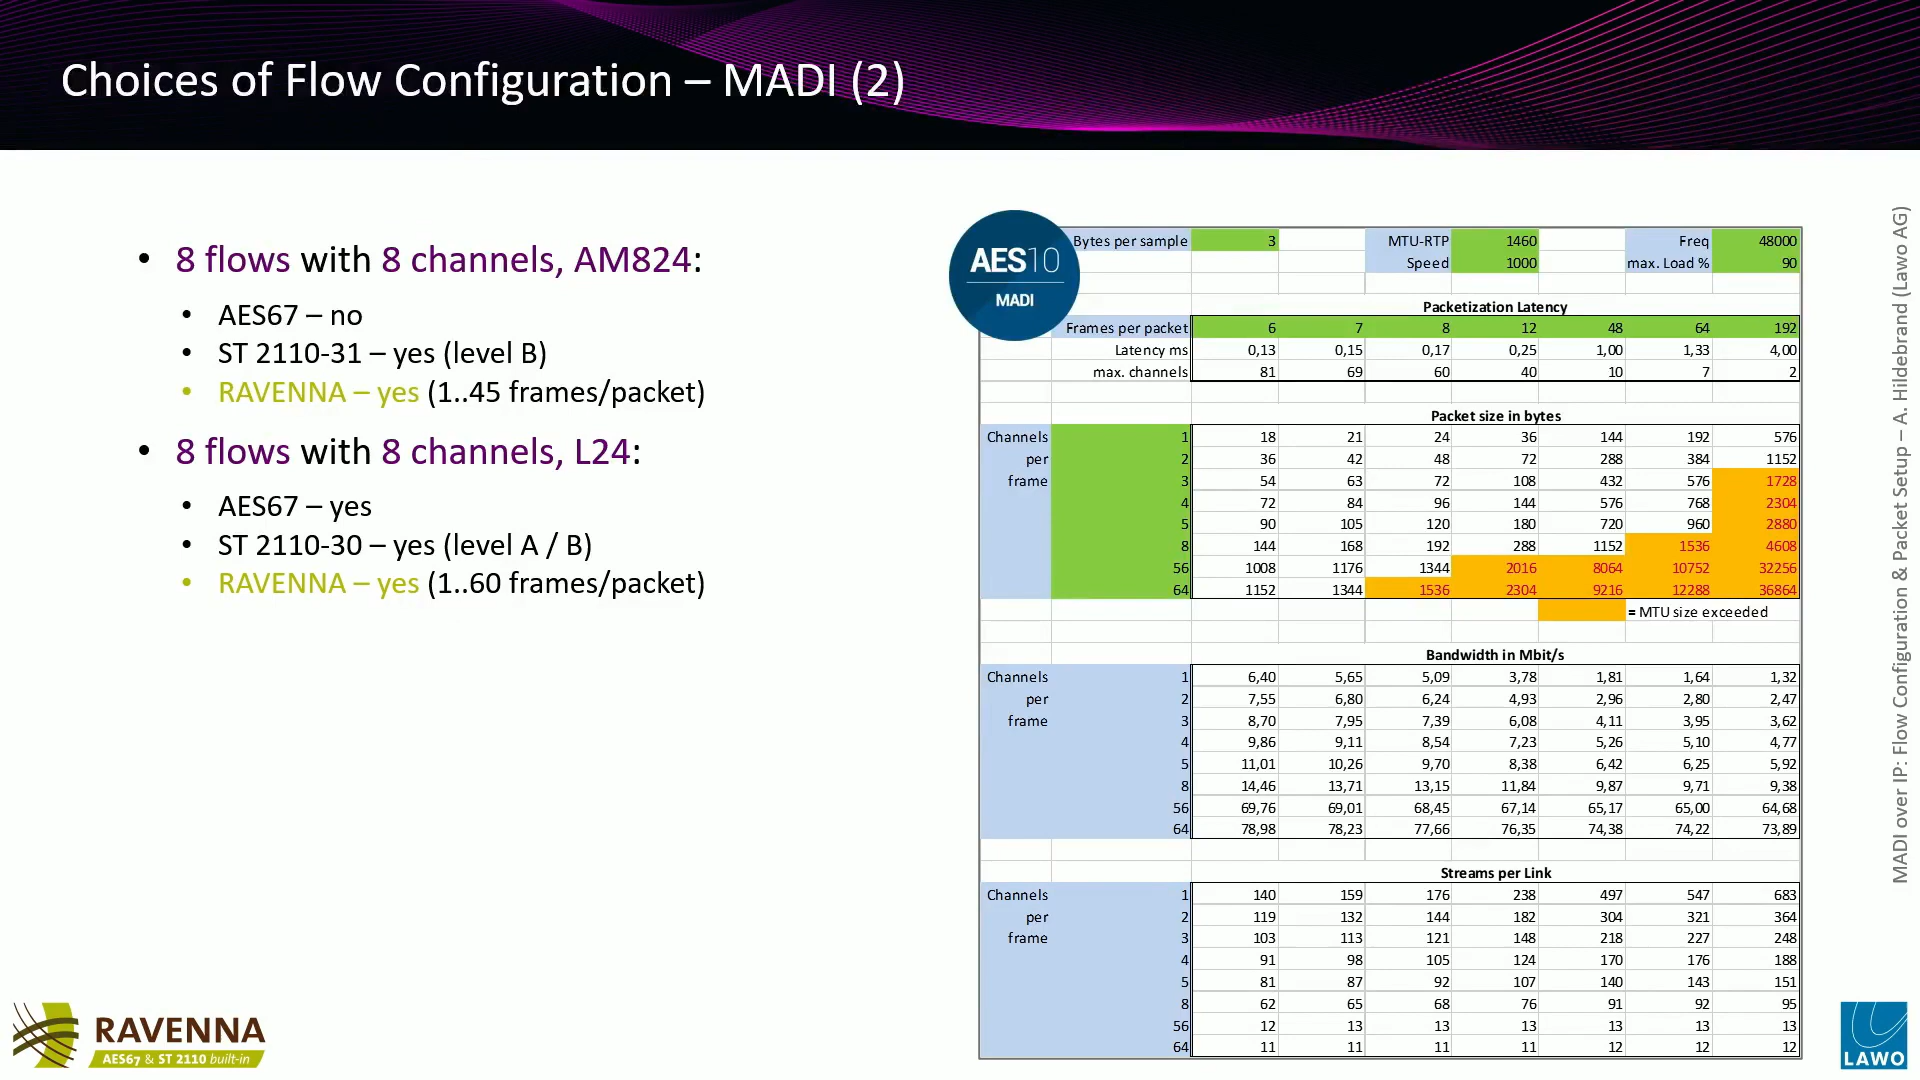 Choices of Flow Configuration – MADI (2)
• 8 flows with 8 channels, AM824:
• AES67 – no
• ST 2110-31 – yes (level B)
• RAVENNA – yes (1..45 frames/packet)
• 8 flows with 8 channels, L24:
• AES67 – yes
• ST 2110-30 – yes (level A / B)
• RAVENNA – yes (1..60 frames/packet)
AES10
MADI
Bytes per sample 3 MTU-RTP 1460 Freq 48000
Speed 1000 max. Load % 90
Packetization Latency
Frames per packet 6 7 8 12 48 64 192
Latency ms 0,13 0,15 0,17 0,25 1,00 1,33 4,00
max. channels 81 69 60 40 10 7 2
Packet size in bytes
Channels 1 18 21 24 36 144 192 576
per 2 36 42 48 72 288 384 1152
frame 3 54 63 72 108 432 576 1728
4 72 84 96 144 576 768 2304
5 90 105 120 180 720 960 2880
8 144 168 192 288 1152 1536 4608
56 1008 1176 1344 2016 8064 10752 32256
64 1152 1344 1536 2304 9216 12288 36864
= MTU size exceeded
Bandwidth in Mbit/s
Channels 1 6,40 5,65 5,09 3,78 1,81 1,64 1,32
per 2 7,55 6,80 6,24 4,93 2,96 2,80 2,47
frame 3 8,70 7,95 7,39 6,08 4,11 3,95 3,62
4 9,86 9,11 8,54 7,23 5,26 5,10 4,77
5 11,01 10,26 9,70 8,38 6,42 6,25 5,92
8 14,46 13,71 13,15 11,84 9,87 9,71 9,38
56 69,76 69,01 68,45 67,14 65,17 65,00 64,68
64 78,98 78,23 77,66 76,35 74,38 74,22 73,89
Streams per Link
Channels 1 140 159 176 238 497 547 683
per 2 119 132 144 182 304 321 364
frame 3 103 113 121 148 218 227 248
4 91 98 105 124 170 176 188
5 81 87 92 107 140 143 151
8 62 65 68 76 91 92 95
56 12 13 13 13 13 13 13
64 11 11 11 11 12 12 12
MADI over IP: Flow Configuration & Packet Setup – A. Hildebrand (Lawo AG)
RAVENNA
AES67 & ST 2110 built-in
LAWO